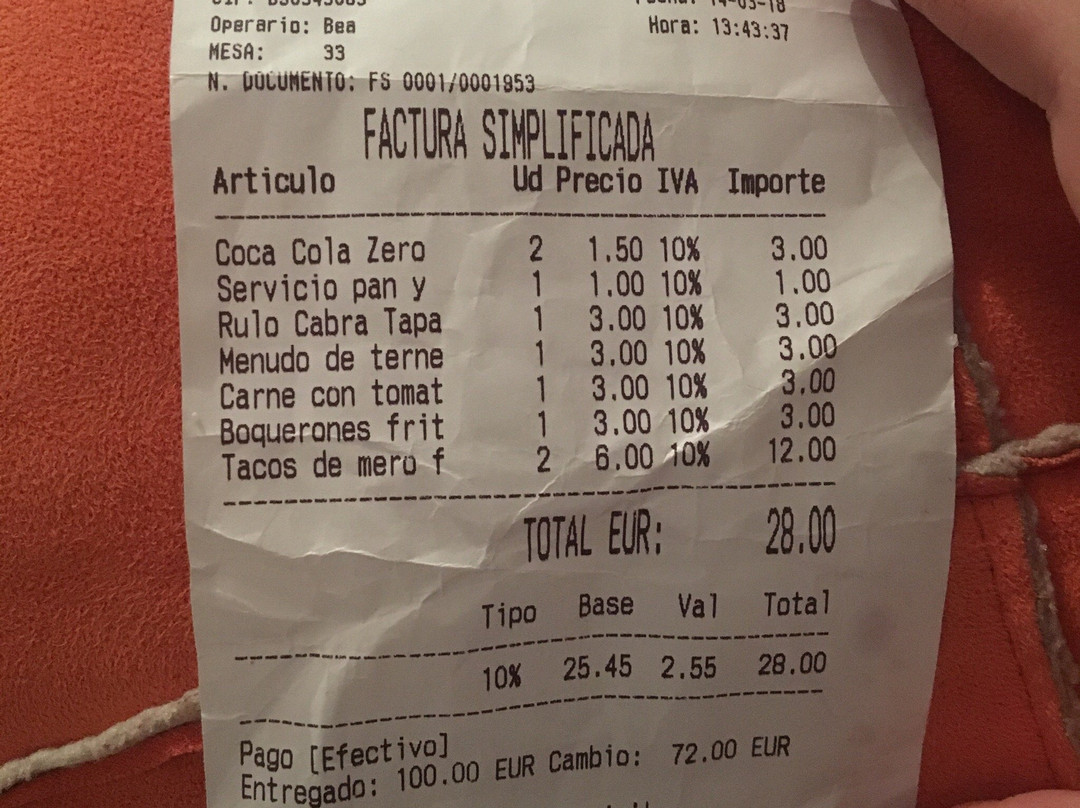 Operario: Bea
Hora: 13:43:37
MESA: 33
N. DOCUMENTO: FS 0001/0001853
FACTURA SIMPLIFICADA
Articulo Ud Precio IVA Importe
Coca Cola Zero 2 1.50 10% 3.00
Servicio pan y 1 1.00 10% 1.00
Rulo Cabra Tapa 1 3.00 10% 3.00
Menudo de terne 1 3.00 10% 3.00
Carne con tomat 1 3.00 10% 3.00
Boquerones frit 1 3.00 10% 3.00
Tacos de mero f 2 6.00 10% 12.00
TOTAL EUR: 28.00
Tipo Base Val Total
10% 25.45 2.55 28.00
Pago [Efectivo]
Entregado: 100.00 EUR Cambio: 72.00 EUR